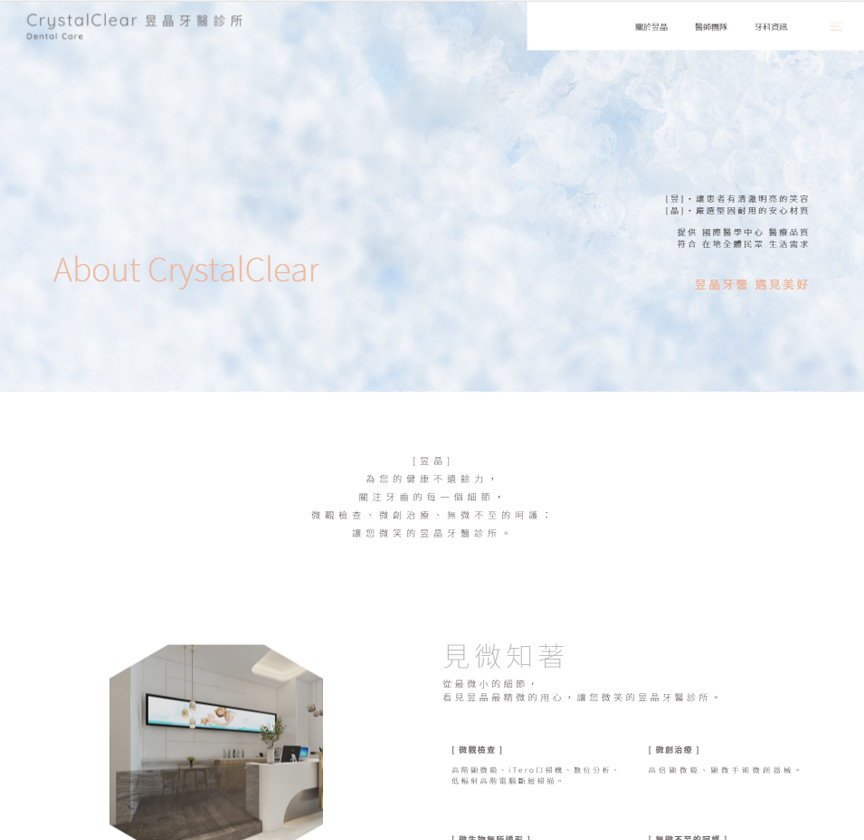 CrystalClear 昱晶牙醫診所
Dental Care
關於昱晶 醫師團隊 牙科資訊
[昱]・讓患者有清澈明亮的笑容
[晶]・嚴選堅固耐用的安心材質
提供 國際醫學中心 醫療品質
符合 在地全體民眾 生活需求
About CrystalClear
昱晶牙醫 遇見美好
[昱晶]
為您的健康不遺餘力，
關注牙齒的每一個細節，
微觀檢查、微創治療、無微不至的呵護：
讓您微笑的昱晶牙醫診所。
見微知著
從最微小的細節，
看見昱晶最精微的用心，讓您微笑的昱晶牙醫診所。
[ 微觀檢查 ]
高階顯微鏡、iTero口掃機、數位分析、
低輻射高階電腦斷層掃描。
[ 微創治療 ]
高倍顯微鏡、顯微手術微創器械。
[ 微生物無所遁形 ]
[ 無微不至的呵護 ]